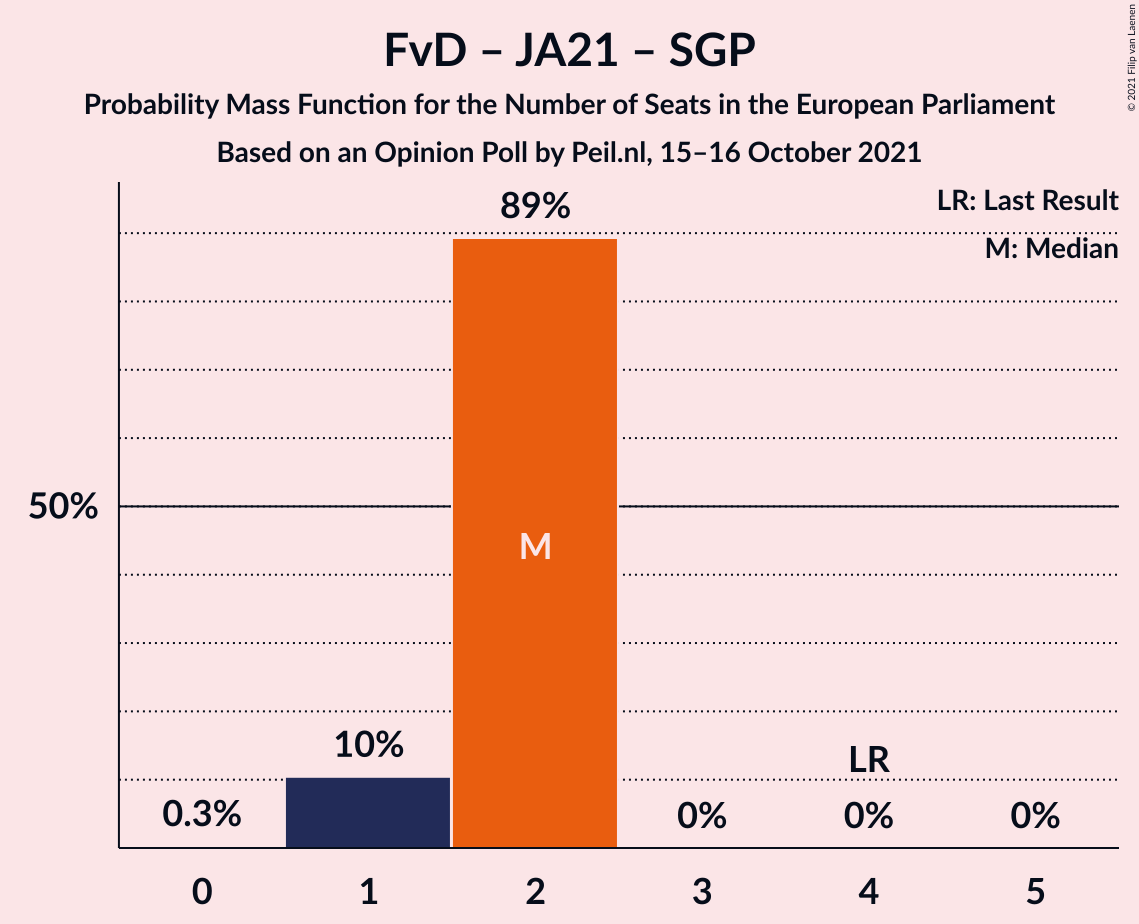 FvD – JA21 – SGP
Probability Mass Function for the Number of Seats in the European Parliament
Based on an Opinion Poll by Peil.nl, 15–16 October 2021
© 2021 Filip van Laenen
LR: Last Result
M: Median
89%
50%
M
10%
LR
0.3%
0%
0%
0%
0 1 2 3 4 5